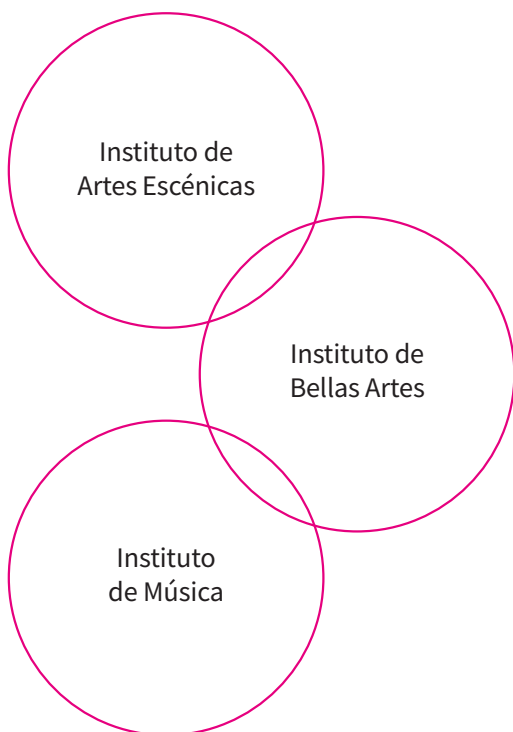 Instituto de
Artes Escénicas
Instituto de
Bellas Artes
Instituto
de Música